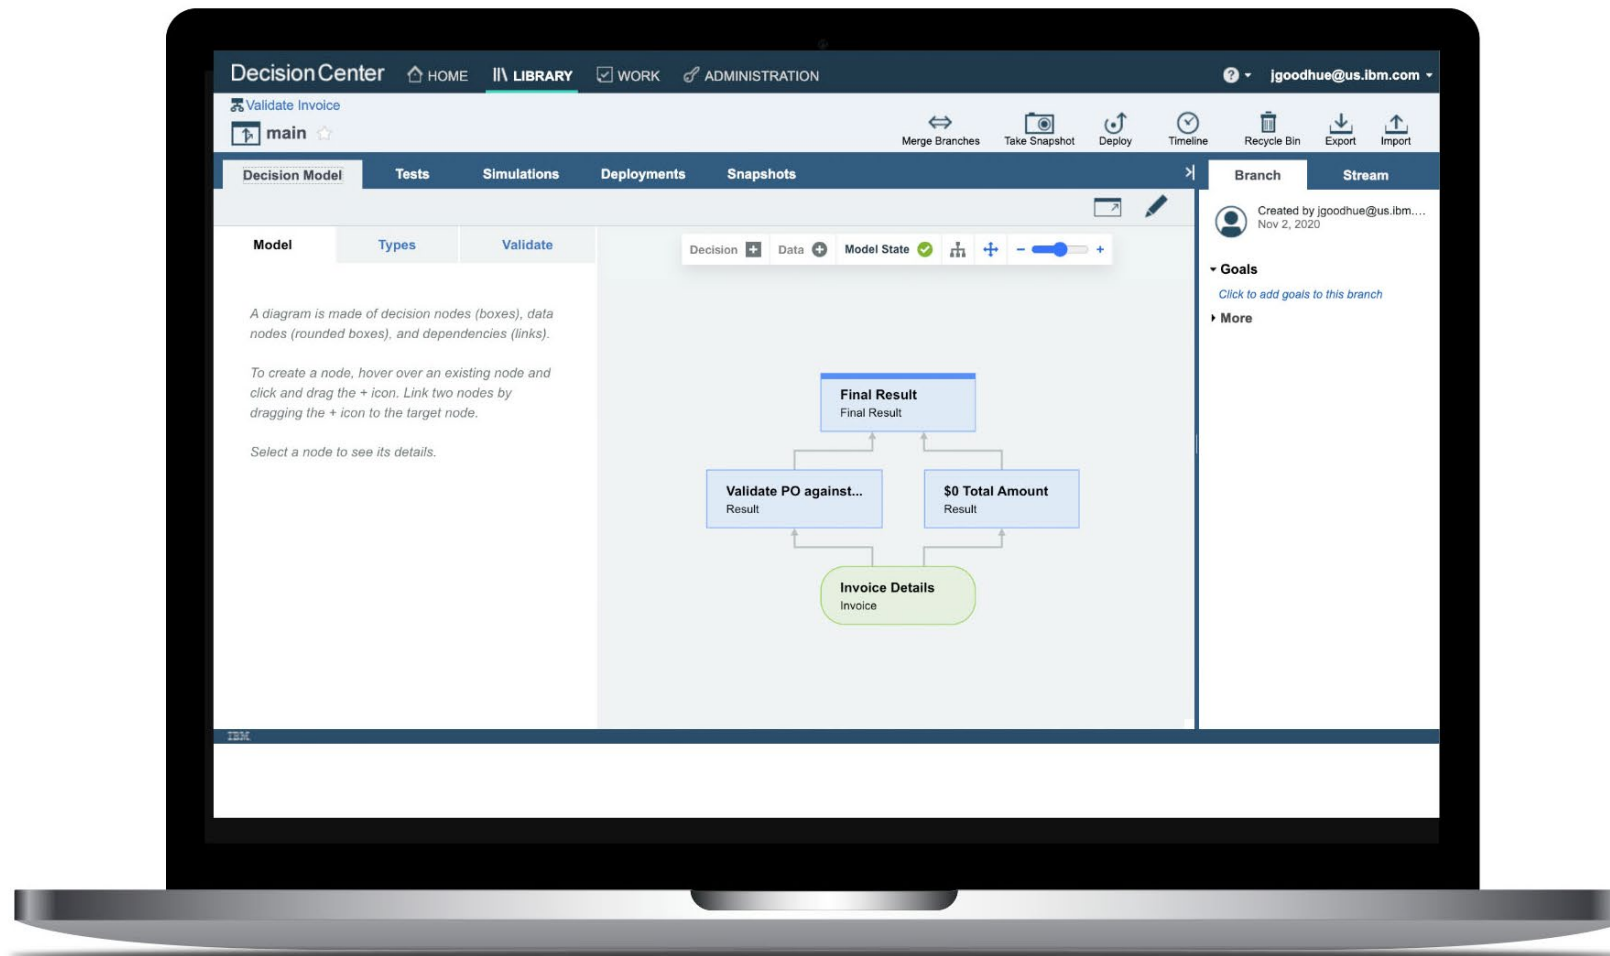 Decision Center HOME LIBRARY WORK ADMINISTRATION ? jgoodhue@us.ibm.com
Validate Invoice
main
Merge Branches Take Snapshot Deploy Timeline Recycle Bin Export Import
Decision Model Tests Simulations Deployments Snapshots Branch Stream
Created by jgoodhue@us.ibm....
Nov 2, 2020
Model Types Validate
Decision Data Model State
Goals
Click to add goals to this branch
More
A diagram is made of decision nodes (boxes), data
nodes (rounded boxes), and dependencies (links).
To create a node, hover over an existing node and
click and drag the + icon. Link two nodes by
dragging the + icon to the target node.
Select a node to see its details.
Final Result
Final Result
Validate PO against...
Result
$0 Total Amount
Result
Invoice Details
Invoice
IBM